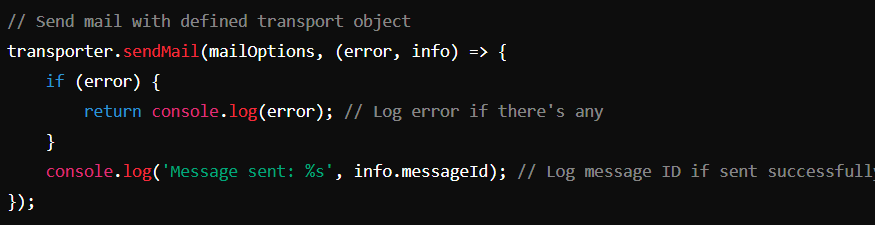 // Send mail with defined transport object
transporter.sendMail(mailOptions, (error, info) => {
    if (error) {
        return console.log(error); // Log error if there's any
    }
    console.log('Message sent: %s', info.messageId); // Log message ID if sent successfully
});